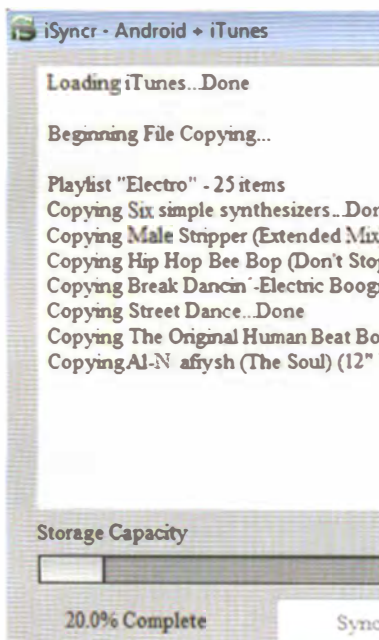 iSyncr - Android + iTunes
Loading iTunes...Done
Beginning File Copying...
Playlist "Electro" - 25 items
Copying Six simple synthesizers...Don
Copying Male Stripper (Extended Mix
Copying Hip Hop Bee Bop (Don't Stop
Copying Break Dancin'-Electric Boog
Copying Street Dance...Done
Copying The Original Human Beat Bo
Copying Al-N afiysh (The Soul) (12"
Storage Capacity
20.0% Complete
Sync